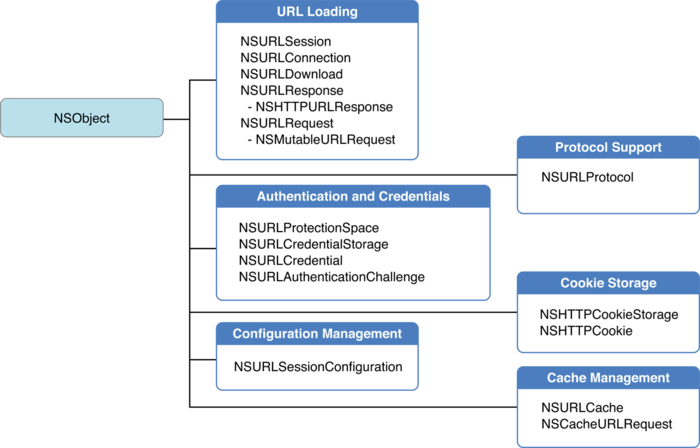 NSObject
URL Loading
NSURLSession
NSURLConnection
NSURLDownload
NSURLResponse
- NSHTTPURLResponse
NSURLRequest
- NSMutableURLRequest
Protocol Support
NSURLProtocol
Authentication and Credentials
NSURLProtectionSpace
NSURLCredentialStorage
NSURLCredential
NSURLAuthenticationChallenge
Cookie Storage
NSHTTPCookieStorage
NSHTTPCookie
Configuration Management
NSURLSessionConfiguration
Cache Management
NSURLCache
NSCacheURLRequest